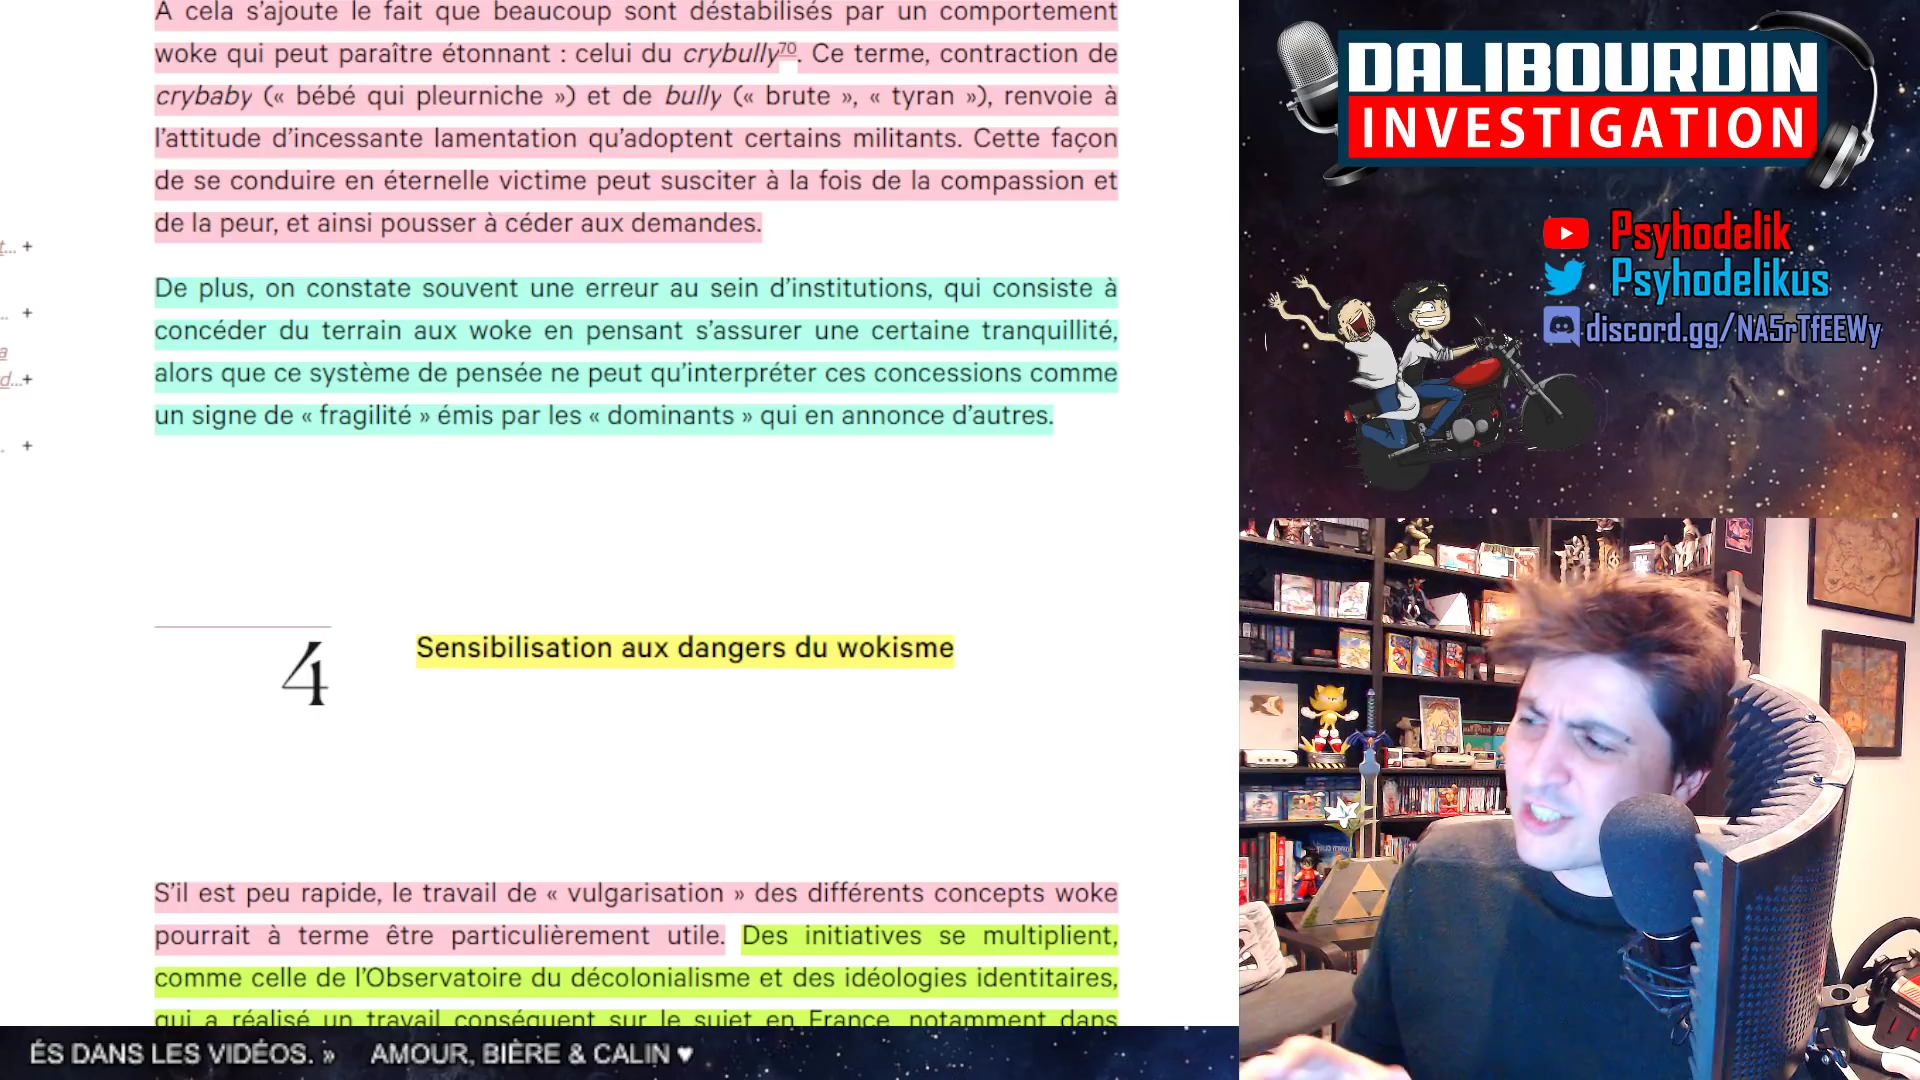 À cela s'ajoute le fait que beaucoup sont déstabilisés par un comportement
woke qui peut paraître étonnant : celui du crybully70. Ce terme, contraction de
crybaby (« bébé qui pleurniche ») et de bully (« brute », « tyran »), renvoie à
l'attitude d'incessante lamentation qu'adoptent certains militants. Cette façon
de se conduire en éternelle victime peut susciter à la fois de la compassion et
de la peur, et ainsi pousser à céder aux demandes.
t... +
De plus, on constate souvent une erreur au sein d'institutions, qui consiste à
concéder du terrain aux woke en pensant s'assurer une certaine tranquillité,
alors que ce système de pensée ne peut qu'interpréter ces concessions comme
un signe de « fragilité » émis par les « dominants » qui en annonce d'autres.
.. +
a
d...+
. +
4
Sensibilisation aux dangers du wokisme
S'il est peu rapide, le travail de « vulgarisation » des différents concepts woke
pourrait à terme être particulièrement utile. Des initiatives se multiplient,
comme celle de l'Observatoire du décolonialisme et des idéologies identitaires,
qui a réalisé un travail conséquent sur le sujet en France, notamment dans
ÉS DANS LES VIDÉOS. » AMOUR, BIÈRE & CALIN ♥
DALIBOURDIN
INVESTIGATION
Psyhodelik
Psyhodelikus
discord.gg/NA5rTfEEWy